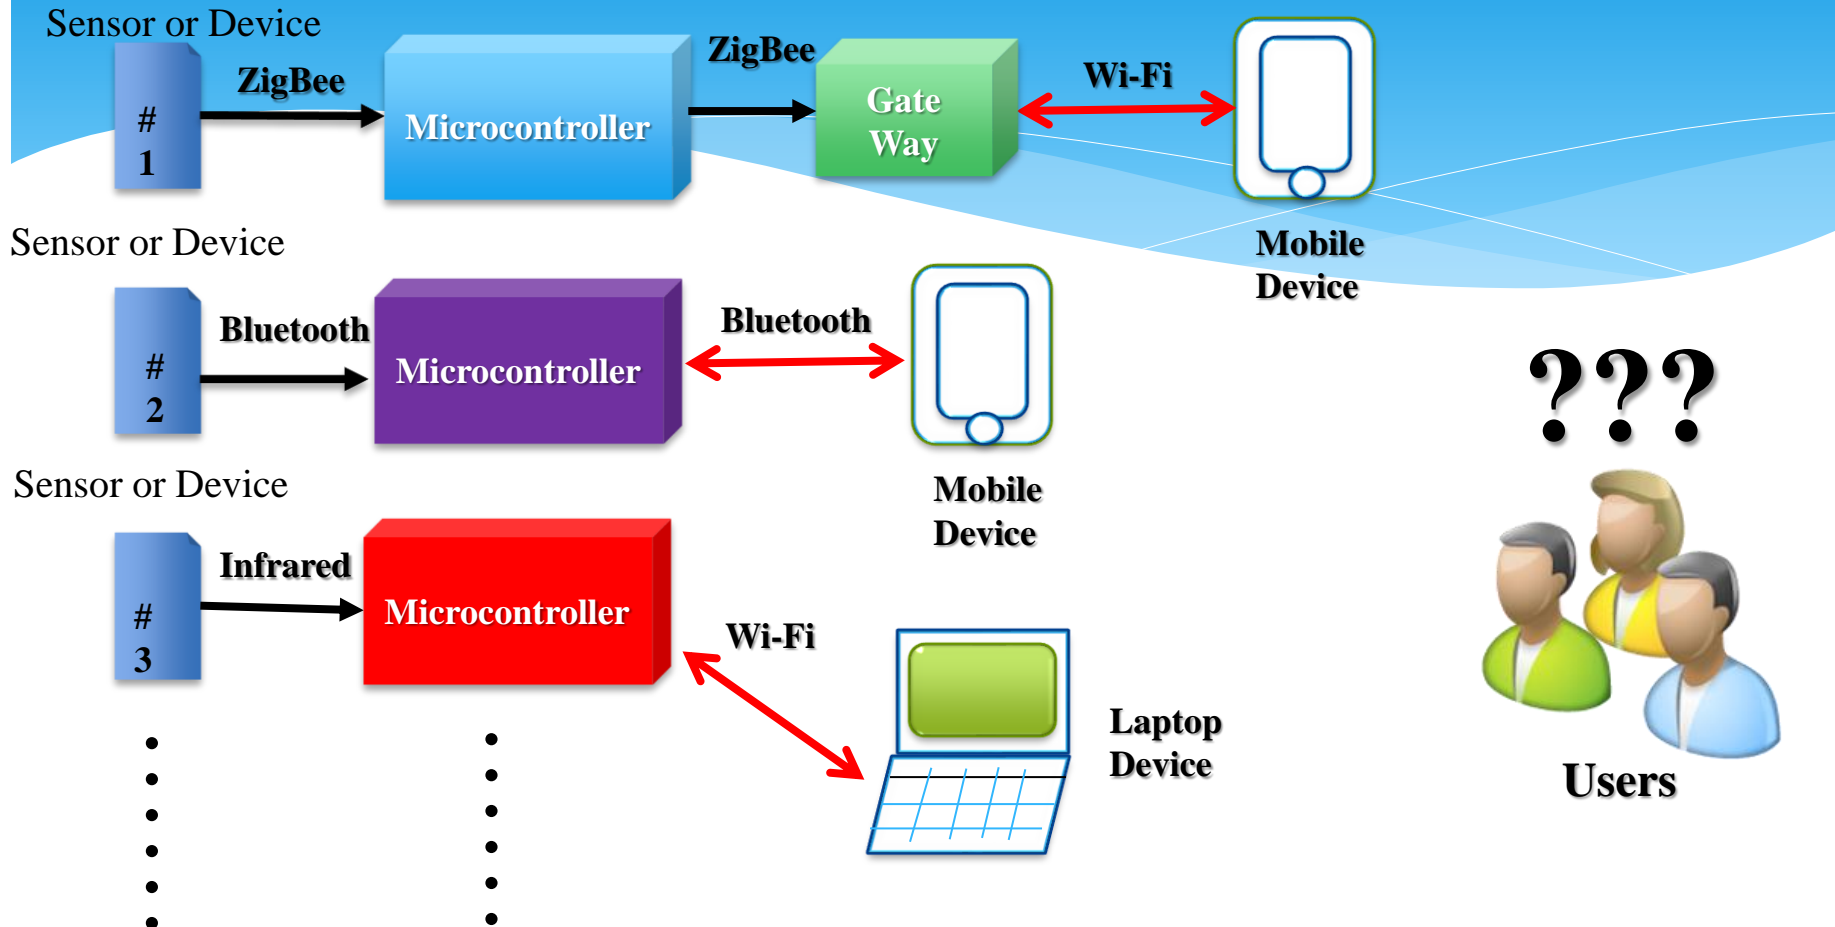 Sensor or Device
ZigBee
ZigBee
Wi-Fi
#
1
Microcontroller
Gate
Way
Mobile
Device
Sensor or Device
Bluetooth
Bluetooth
#
2
Microcontroller
Mobile
Device
???
Sensor or Device
Infrared
#
3
Microcontroller
Wi-Fi
Laptop
Device
Users